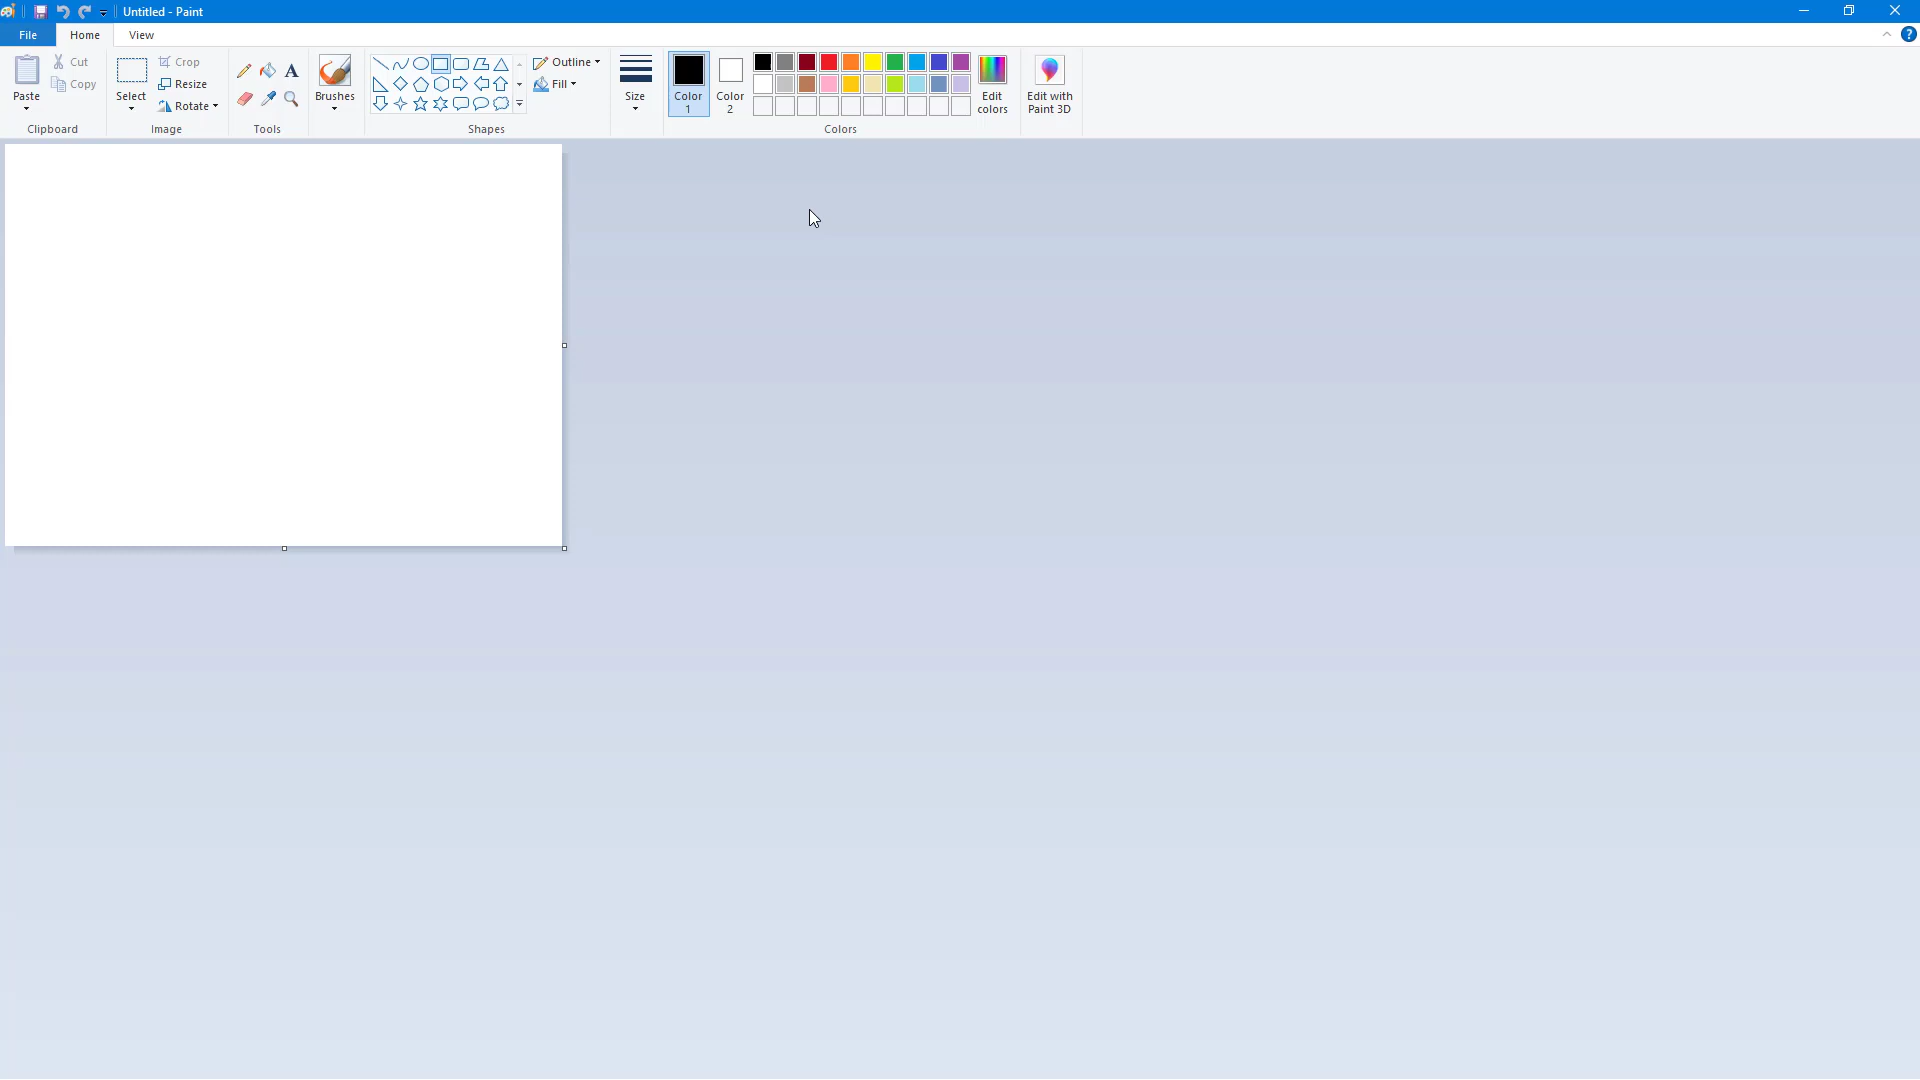 Untitled - Paint
File Home View
Paste Cut Copy
Clipboard
Select Crop Resize Rotate
Image
A
Tools
Brushes
Outline
Fill
Shapes
Size
Color 1
Color 2
Edit colors
Colors
Edit with Paint 3D
?